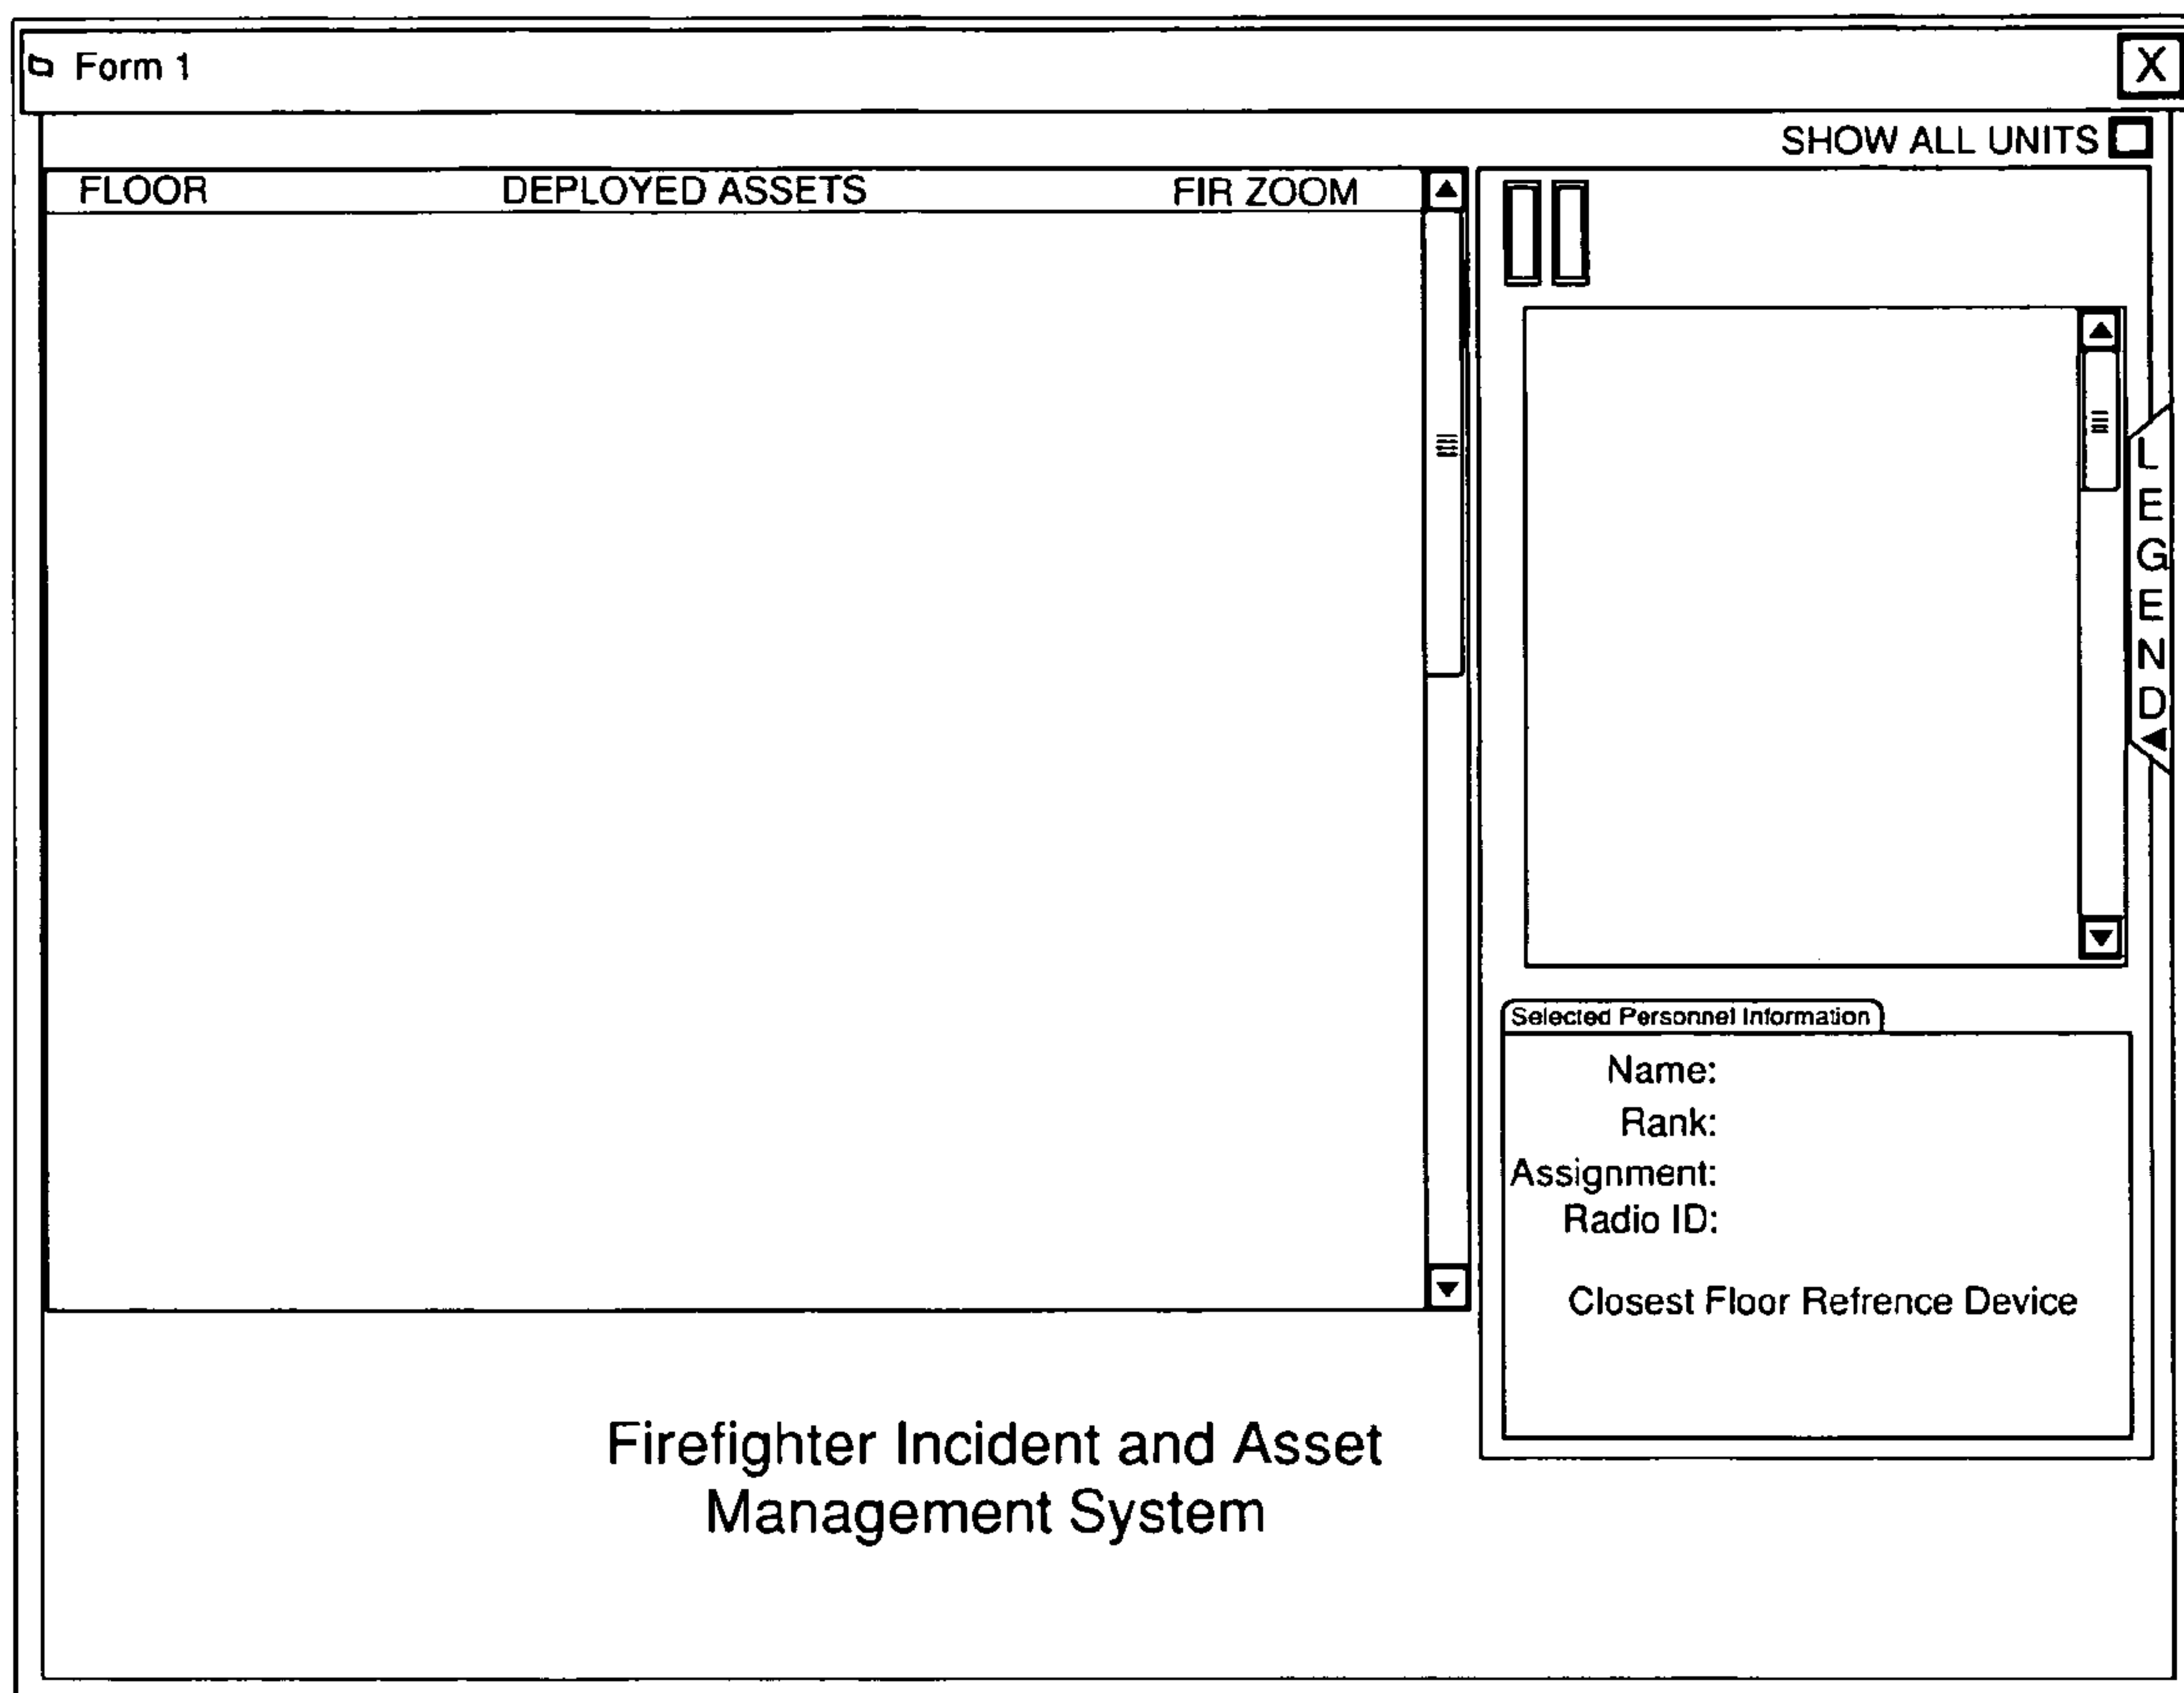 Form 1
X
SHOW ALL UNITS
FLOOR DEPLOYED ASSETS FIR ZOOM
LEGEND
Selected Personnel Information
Name:
Rank:
Assignment:
Radio ID:
Closest Floor Refrence Device
Firefighter Incident and Asset
Management System